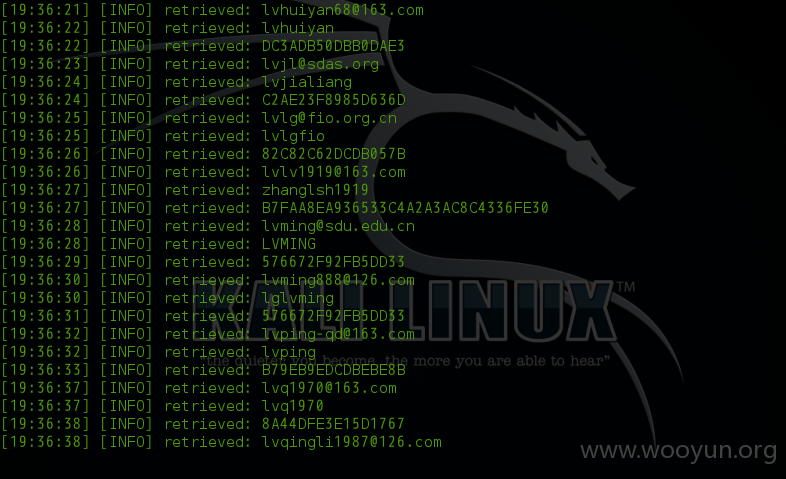 [19:36:21] [INFO] retrieved: lvhuiyan68@163.com
[19:36:22] [INFO] retrieved: lvhuiyan
[19:36:22] [INFO] retrieved: DC3ADB50DBB0DAE3
[19:36:23] [INFO] retrieved: lvjl@sdas.org
[19:36:24] [INFO] retrieved: lvjialiang
[19:36:24] [INFO] retrieved: C2AE23F8985D636D
[19:36:25] [INFO] retrieved: lvlg@fio.org.cn
[19:36:25] [INFO] retrieved: lvlgfio
[19:36:26] [INFO] retrieved: 82C82C62DCDB057B
[19:36:26] [INFO] retrieved: lvlv1919@163.com
[19:36:27] [INFO] retrieved: zhanglsh1919
[19:36:27] [INFO] retrieved: B7FAA8EA936533C4A2A3AC8C4336FE30
[19:36:28] [INFO] retrieved: lvming@sdu.edu.cn
[19:36:28] [INFO] retrieved: LVMING
[19:36:29] [INFO] retrieved: 576672F92FB5DD33
[19:36:30] [INFO] retrieved: lvming888@126.com
[19:36:30] [INFO] retrieved: lglvming
[19:36:31] [INFO] retrieved: 576672F92FB5DD33
[19:36:32] [INFO] retrieved: lvping-qd@163.com
[19:36:32] [INFO] retrieved: lvping
[19:36:33] [INFO] retrieved: B79EB9EDCDBEBE8B
[19:36:37] [INFO] retrieved: lvq1970@163.com
[19:36:37] [INFO] retrieved: lvq1970
[19:36:38] [INFO] retrieved: 8A44DFE3E15D1767
[19:36:38] [INFO] retrieved: lvqingli1987@126.com
KALI LINUX™
"the quieter you become, the more you are able to hear"
www.wooyun.org